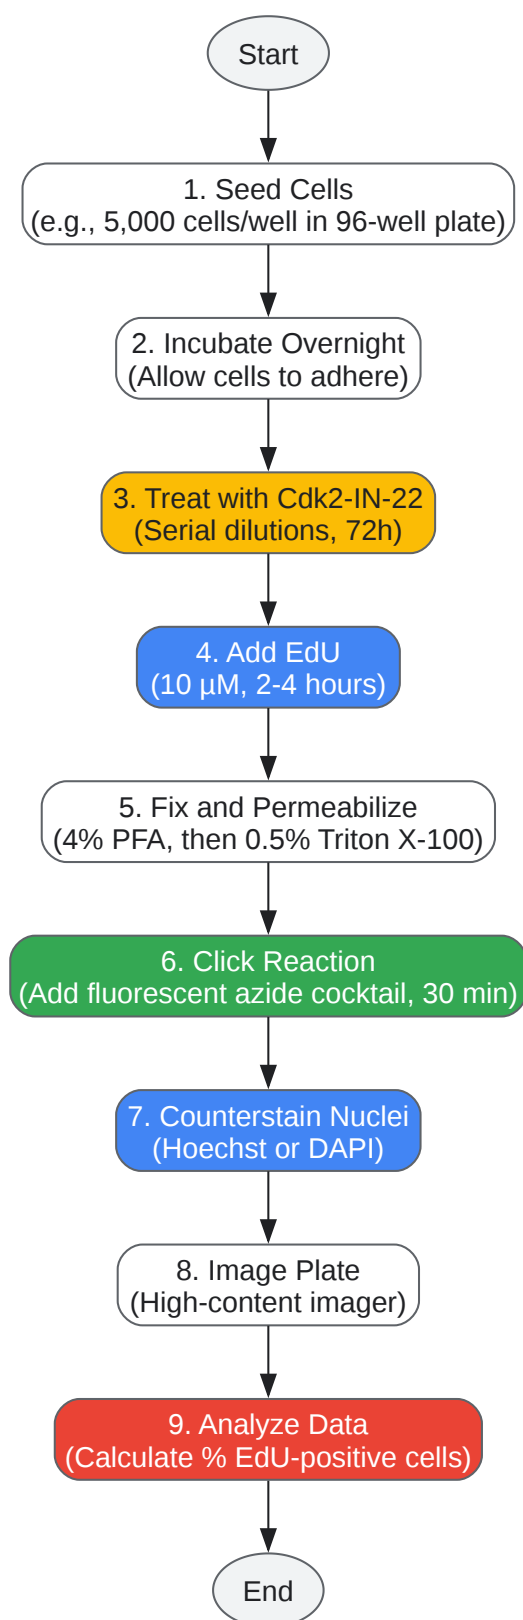 Start
1. Seed Cells
(e.g., 5,000 cells/well in 96-well plate)
2. Incubate Overnight
(Allow cells to adhere)
3. Treat with Cdk2-IN-22
(Serial dilutions, 72h)
4. Add EdU
(10 µM, 2-4 hours)
5. Fix and Permeabilize
(4% PFA, then 0.5% Triton X-100)
6. Click Reaction
(Add fluorescent azide cocktail, 30 min)
7. Counterstain Nuclei
(Hoechst or DAPI)
8. Image Plate
(High-content imager)
9. Analyze Data
(Calculate % EdU-positive cells)
End